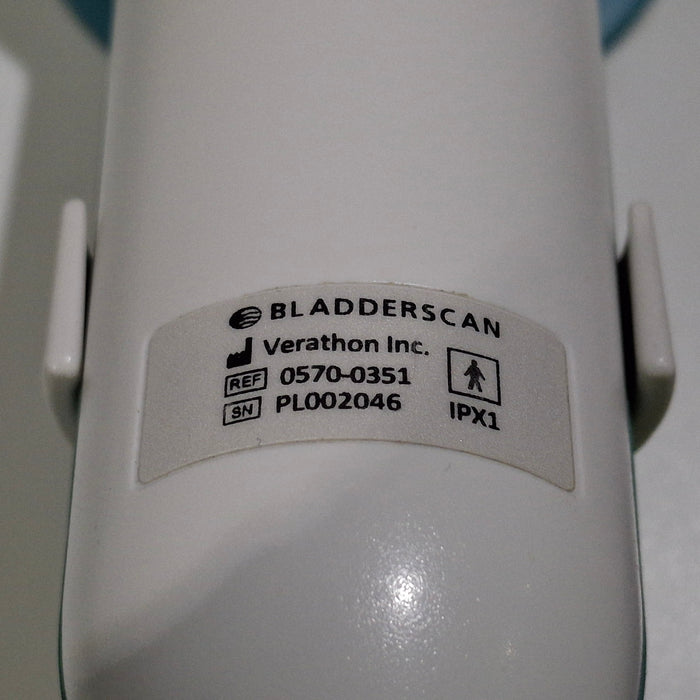 BLADDERSCAN
Verathon Inc.
REF 0570-0351
SN PL002046
IPX1